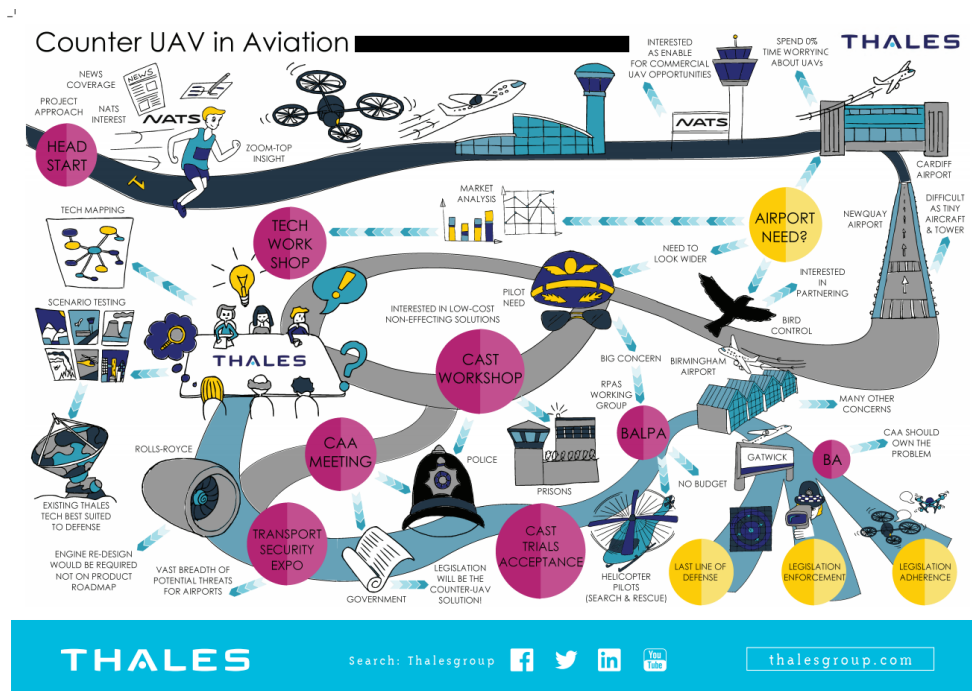 Counter UAV in Aviation
THALES
NEWS
COVERAGE
NEWS
PROJECT
APPROACH
NATS
INTEREST
NATS
HEAD
START
1
ZOOM-TOP
INSIGHT
INTERESTED
AS ENABLE
FOR COMMERCIAL
UAV OPPORTUNITIES
SPEND 0%
TIME WORRYING
ABOUT UAVs
NATS
CARDIFF
AIRPORT
NEWQUAY
AIRPORT
DIFFICULT
AS TINY
AIRCRAFT
& TOWER
AIRPORT
NEED?
MARKET
ANALYSIS
TECH
WORK
SHOP
TECH MAPPING
SCENARIO TESTING
THALES
!
?
NEED TO
LOOK WIDER
PILOT
NEED
INTERESTED
IN
PARTNERING
BIRD
CONTROL
INTERESTED IN LOW-COST
NON-EFFECTING SOLUTIONS
CAST
WORKSHOP
BIG CONCERN
BIRMINGHAM
AIRPORT
RPAS
WORKING
GROUP
BALPA
MANY OTHER
CONCERNS
CAA SHOULD
OWN THE
PROBLEM
GATWICK
BA
NO BUDGET
CAA
MEETING
POLICE
PRISONS
ROLLS-ROYCE
EXISTING THALES
TECH BEST SUITED
TO DEFENSE
ENGINE RE-DESIGN
WOULD BE REQUIRED
NOT ON PRODUCT
ROADMAP
TRANSPORT
SECURITY
EXPO
VAST BREADTH OF
POTENTIAL THREATS
FOR AIRPORTS
GOVERNMENT
LEGISLATION
WILL BE THE
COUNTER-UAV
SOLUTION!
CAST
TRIALS
ACCEPTANCE
HELICOPTER
PILOTS
(SEARCH & RESCUE)
LAST LINE OF
DEFENSE
LEGISLATION
ENFORCEMENT
LEGISLATION
ADHERENCE
THALES
Search: Thalesgroup
You
Tube
thalesgroup.com